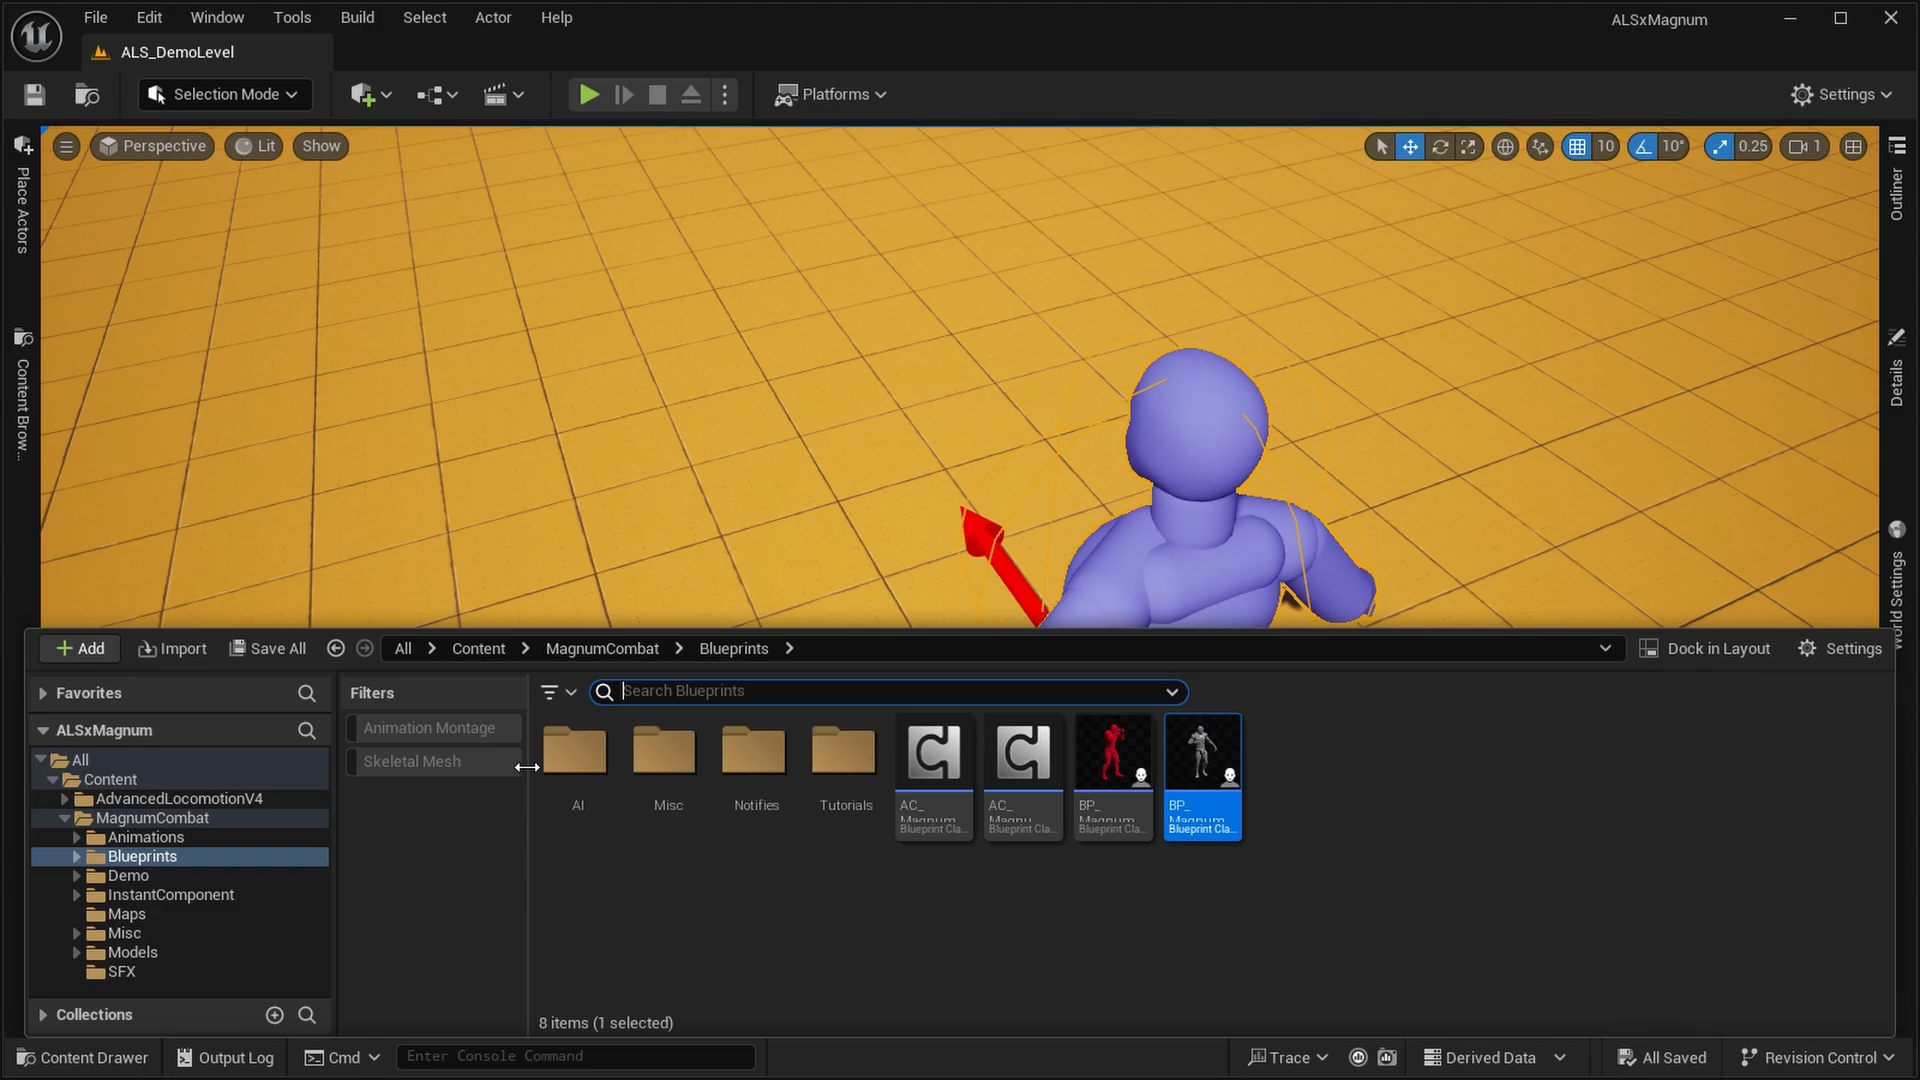 File Edit Window Tools Build Select Actor Help
ALSxMagnum
ALS_DemoLevel
Selection Mode
Platforms
Settings
Perspective Lit Show
10 10° 0.25 1
Place Actors
Content Brow...
Outliner
Details
World Settings
Add Import Save All All Content MagnumCombat Blueprints Dock in Layout Settings
Favorites
Filters
Search Blueprints
ALSxMagnum
Animation Montage
Skeletal Mesh
All
Content
AdvancedLocomotionV4
MagnumCombat
Animations
Blueprints
Demo
InstantComponent
Maps
Misc
Models
SFX
AI Misc Notifies Tutorials
AC_
Magnum
Blueprint Cla...
AC_
Magnu
Blueprint Cla...
BP_
Magnum
Blueprint Cla...
BP_
Magnum
Blueprint Cla...
Collections
8 items (1 selected)
Content Drawer Output Log Cmd Enter Console Command Trace Derived Data All Saved Revision Control